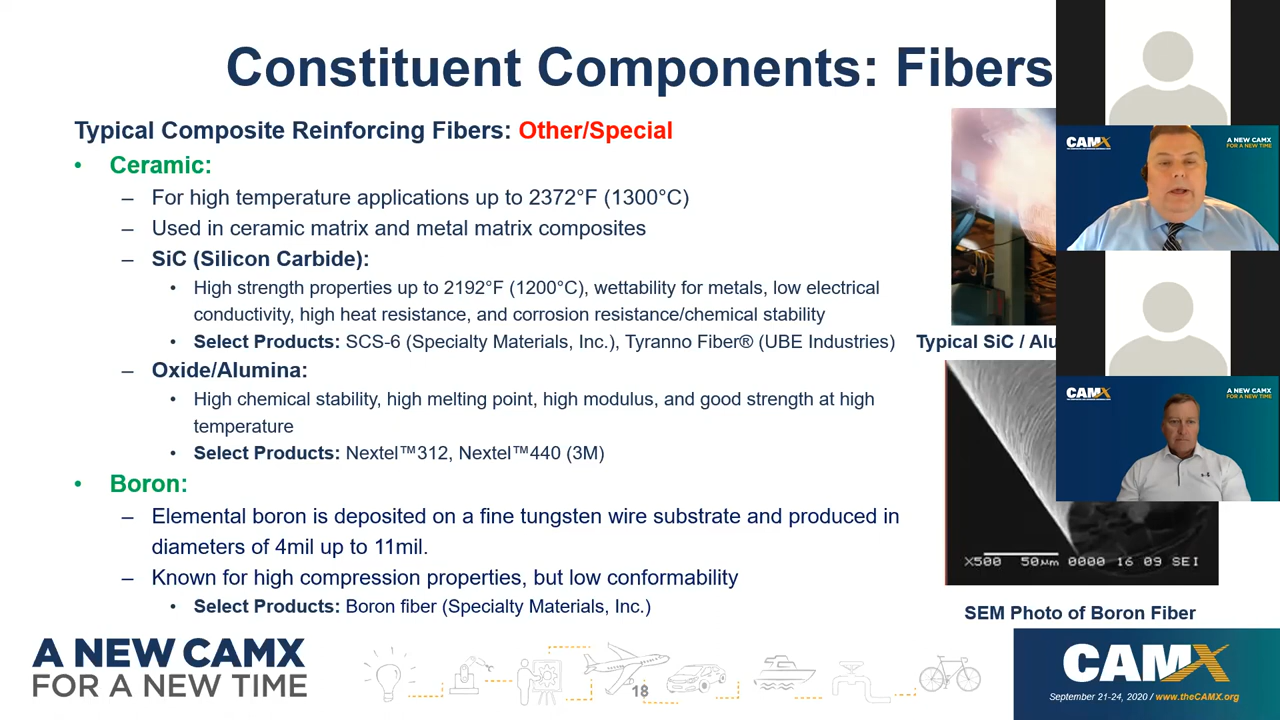 Constituent Components: Fibers
Typical Composite Reinforcing Fibers: Other/Special
• Ceramic:
– For high temperature applications up to 2372°F (1300°C)
– Used in ceramic matrix and metal matrix composites
– SiC (Silicon Carbide):
• High strength properties up to 2192°F (1200°C), wettability for metals, low electrical
conductivity, high heat resistance, and corrosion resistance/chemical stability
• Select Products: SCS-6 (Specialty Materials, Inc.), Tyranno Fiber® (UBE Industries)
– Oxide/Alumina:
• High chemical stability, high melting point, high modulus, and good strength at high
temperature
• Select Products: Nextel™312, Nextel™440 (3M)
• Boron:
– Elemental boron is deposited on a fine tungsten wire substrate and produced in
diameters of 4mil up to 11mil.
– Known for high compression properties, but low conformability
• Select Products: Boron fiber (Specialty Materials, Inc.)
Typical SiC / Alu
X500 50µm 0000 16 09 SEI
SEM Photo of Boron Fiber
CAMX
A NEW CAMX
FOR A NEW TIME
CAMX
A NEW CAMX
FOR A NEW TIME
A NEW CAMX
FOR A NEW TIME
18
CAMX
September 21-24, 2020 / www.theCAMX.org